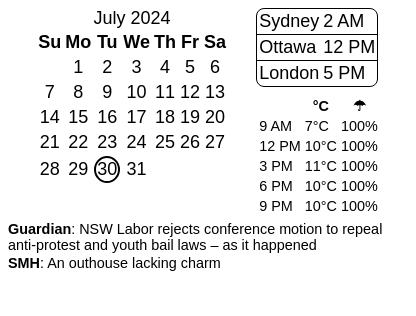 July 2024
Su Mo Tu We Th Fr Sa
1 2 3 4 5 6
7 8 9 10 11 12 13
14 15 16 17 18 19 20
21 22 23 24 25 26 27
28 29 30 31
Sydney 2 AM
Ottawa 12 PM
London 5 PM
°C ☂
9 AM 7°C 100%
12 PM 10°C 100%
3 PM 11°C 100%
6 PM 10°C 100%
9 PM 10°C 100%
Guardian: NSW Labor rejects conference motion to repeal
anti-protest and youth bail laws – as it happened
SMH: An outhouse lacking charm